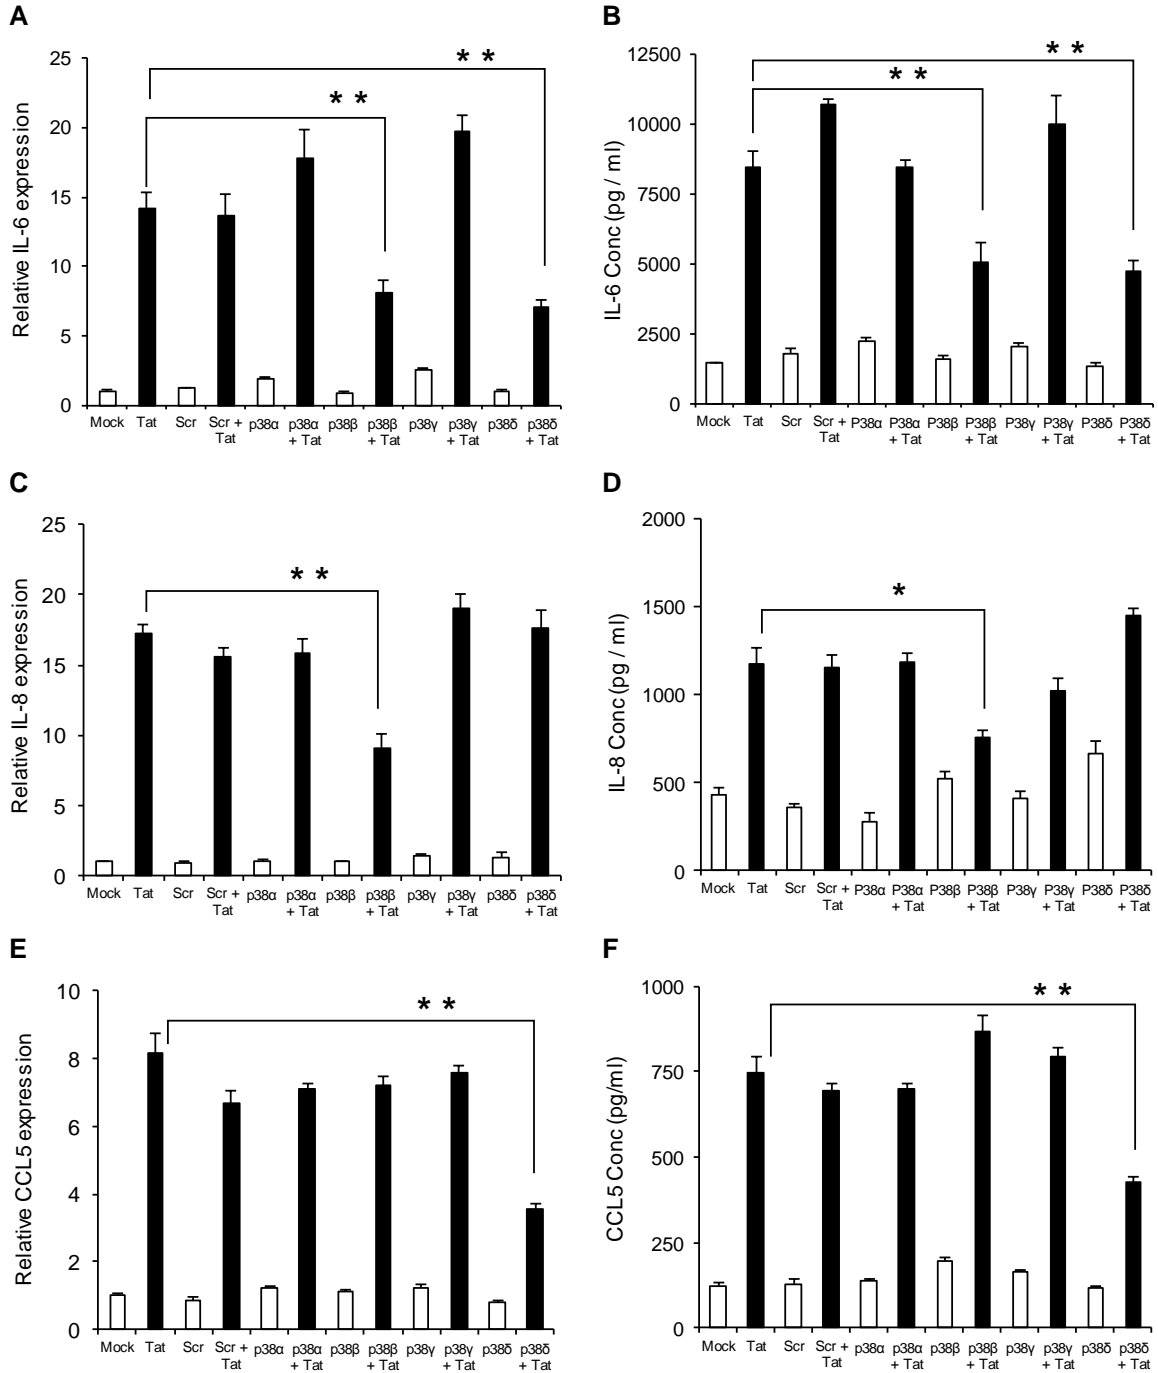 A
Relative IL-6 expression
25
20
15
10
5
0
* *
* *
Mock Tat Scr Scr + Tat p38α p38α + Tat p38β p38β + Tat p38γ p38γ + Tat p38δ p38δ + Tat
B
IL-6 Conc (pg / ml)
12500
10000
7500
5000
2500
0
* *
* *
Mock Tat Scr Scr + Tat P38α P38α + Tat P38β P38β + Tat P38γ P38γ + Tat P38δ P38δ + Tat
C
Relative IL-8 expression
25
20
15
10
5
0
* *
Mock Tat Scr Scr + Tat p38α p38α + Tat p38β p38β + Tat p38γ p38γ + Tat p38δ p38δ + Tat
D
IL-8 Conc (pg / ml)
2000
1500
1000
500
0
*
Mock Tat Scr Scr + Tat P38α P38α + Tat P38β P38β + Tat P38γ P38γ + Tat P38δ P38δ + Tat
E
Relative CCL5 expression
10
8
6
4
2
0
* *
Mock Tat Scr Scr + Tat p38α p38α + Tat p38β p38β + Tat p38γ p38γ + Tat p38δ p38δ + Tat
F
CCL5 Conc (pg/ml)
1000
750
500
250
0
* *
Mock Tat Scr Scr + Tat p38α p38α + Tat p38β p38β + Tat p38γ p38γ + Tat p38δ p38δ + Tat